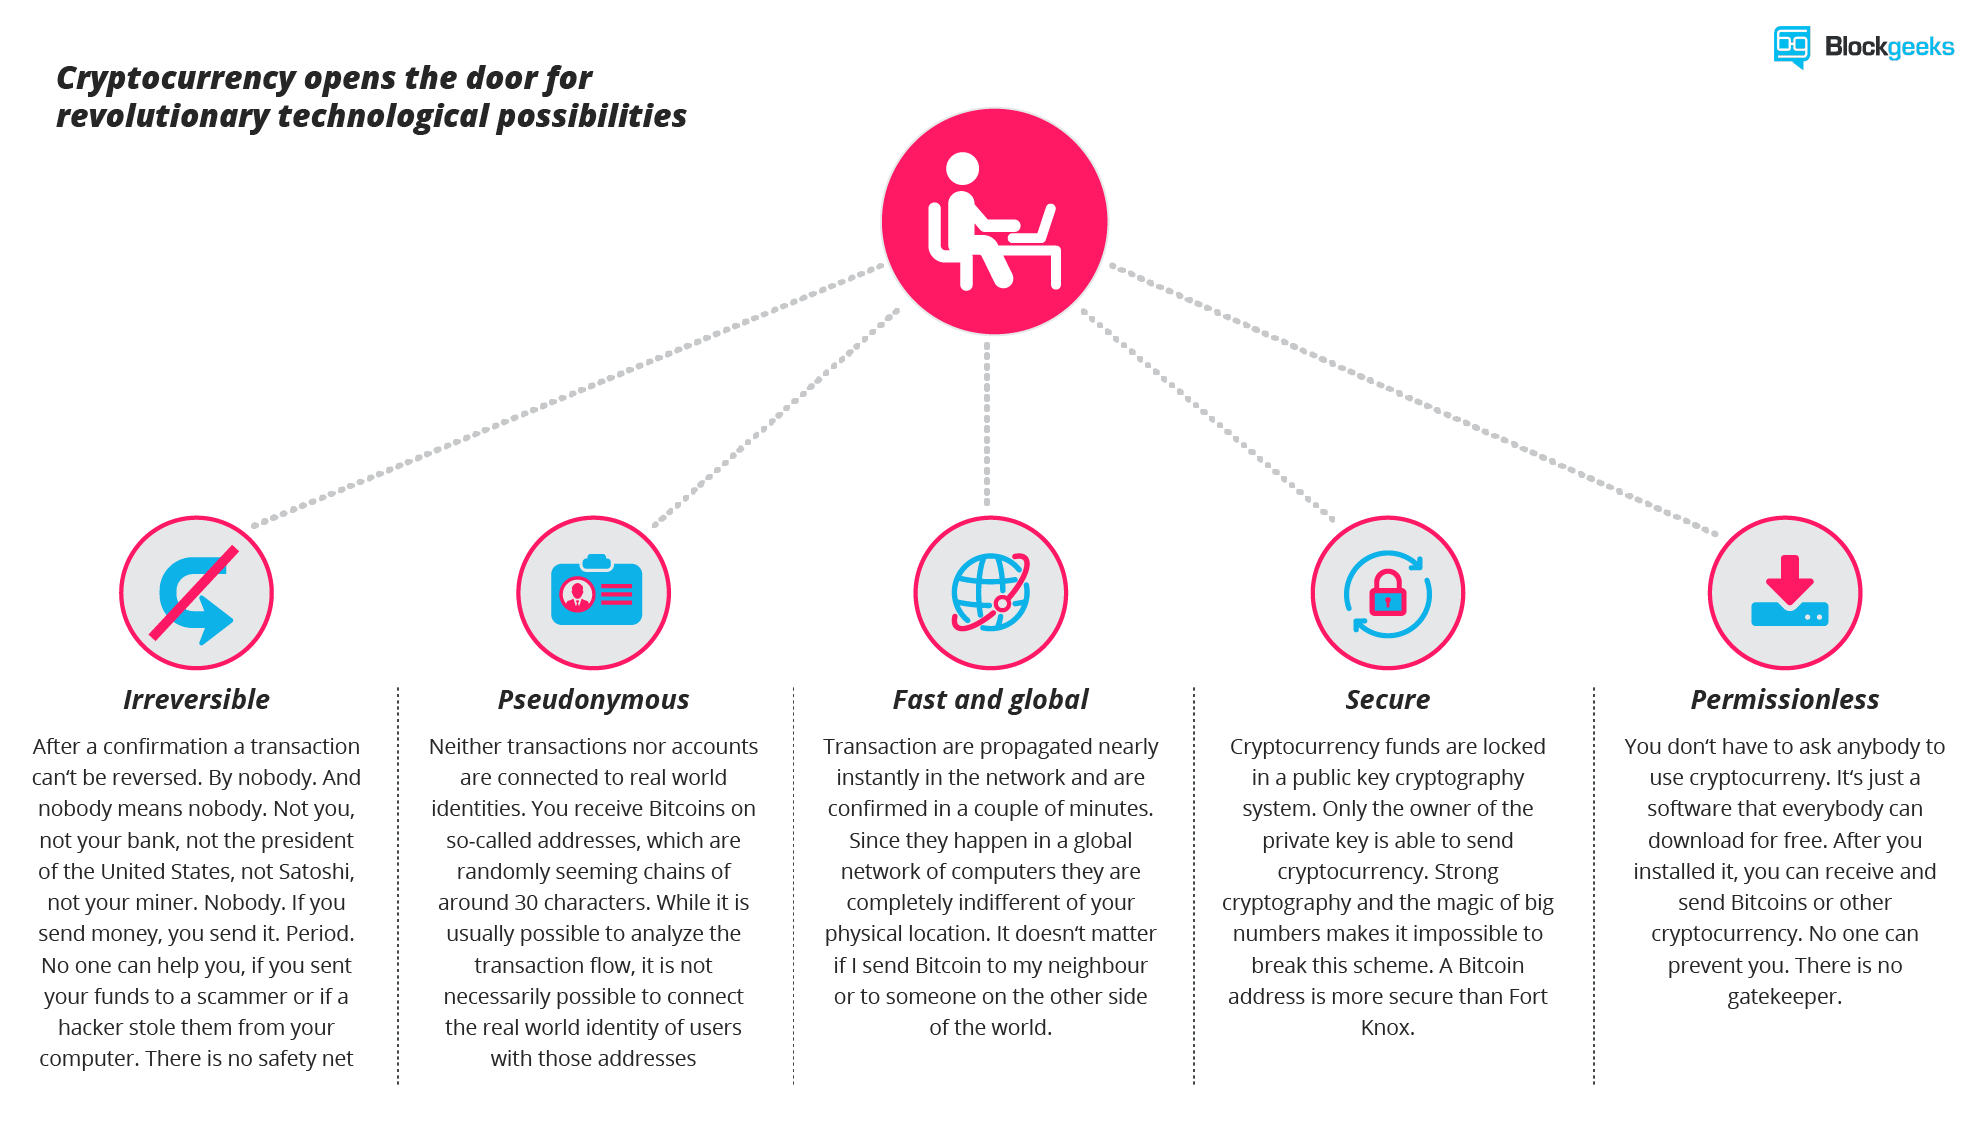 Blockgeeks
Cryptocurrency opens the door for
revolutionary technological possibilities
Irreversible
After a confirmation a transaction
can‘t be reversed. By nobody. And
nobody means nobody. Not you,
not your bank, not the president
of the United States, not Satoshi,
not your miner. Nobody. If you
send money, you send it. Period.
No one can help you, if you sent
your funds to a scammer or if a
hacker stole them from your
computer. There is no safety net
Pseudonymous
Neither transactions nor accounts
are connected to real world
identities. You receive Bitcoins on
so-called addresses, which are
randomly seeming chains of
around 30 characters. While it is
usually possible to analyze the
transaction flow, it is not
necessarily possible to connect
the real world identity of users
with those addresses
Fast and global
Transaction are propagated nearly
instantly in the network and are
confirmed in a couple of minutes.
Since they happen in a global
network of computers they are
completely indifferent of your
physical location. It doesn‘t matter
if I send Bitcoin to my neighbour
or to someone on the other side
of the world.
Secure
Cryptocurrency funds are locked
in a public key cryptography
system. Only the owner of the
private key is able to send
cryptocurrency. Strong
cryptography and the magic of big
numbers makes it impossible to
break this scheme. A Bitcoin
address is more secure than Fort
Knox.
Permissionless
You don‘t have to ask anybody to
use cryptocurreny. It‘s just a
software that everybody can
download for free. After you
installed it, you can receive and
send Bitcoins or other
cryptocurrency. No one can
prevent you. There is no
gatekeeper.